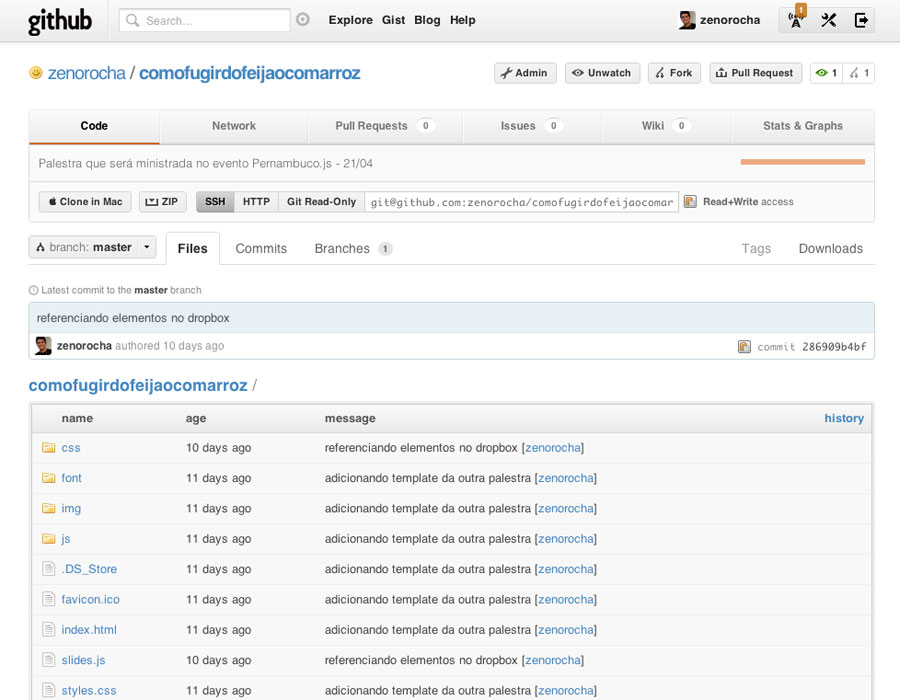 github Search... Explore Gist Blog Help zenorocha 1
zenorocha / comofugirdofeijaocomarroz Admin Unwatch Fork Pull Request 1 1
Code Network Pull Requests 0 Issues 0 Wiki 0 Stats & Graphs
Palestra que será ministrada no evento Pernambuco.js - 21/04
Clone in Mac ZIP SSH HTTP Git Read-Only git@github.com:zenorocha/comofugirdofeijaocomar Read+Write access
branch: master Files Commits Branches 1 Tags Downloads
Latest commit to the master branch
referenciando elementos no dropbox
zenorocha authored 10 days ago commit 286909b4bf
comofugirdofeijaocomarroz /
name age message history
css 10 days ago referenciando elementos no dropbox [zenorocha]
font 11 days ago adicionando template da outra palestra [zenorocha]
img 11 days ago adicionando template da outra palestra [zenorocha]
js 11 days ago adicionando template da outra palestra [zenorocha]
.DS_Store 11 days ago adicionando template da outra palestra [zenorocha]
favicon.ico 11 days ago adicionando template da outra palestra [zenorocha]
index.html 11 days ago adicionando template da outra palestra [zenorocha]
slides.js 10 days ago referenciando elementos no dropbox [zenorocha]
styles.css 11 days ago adicionando template da outra palestra [zenorocha]